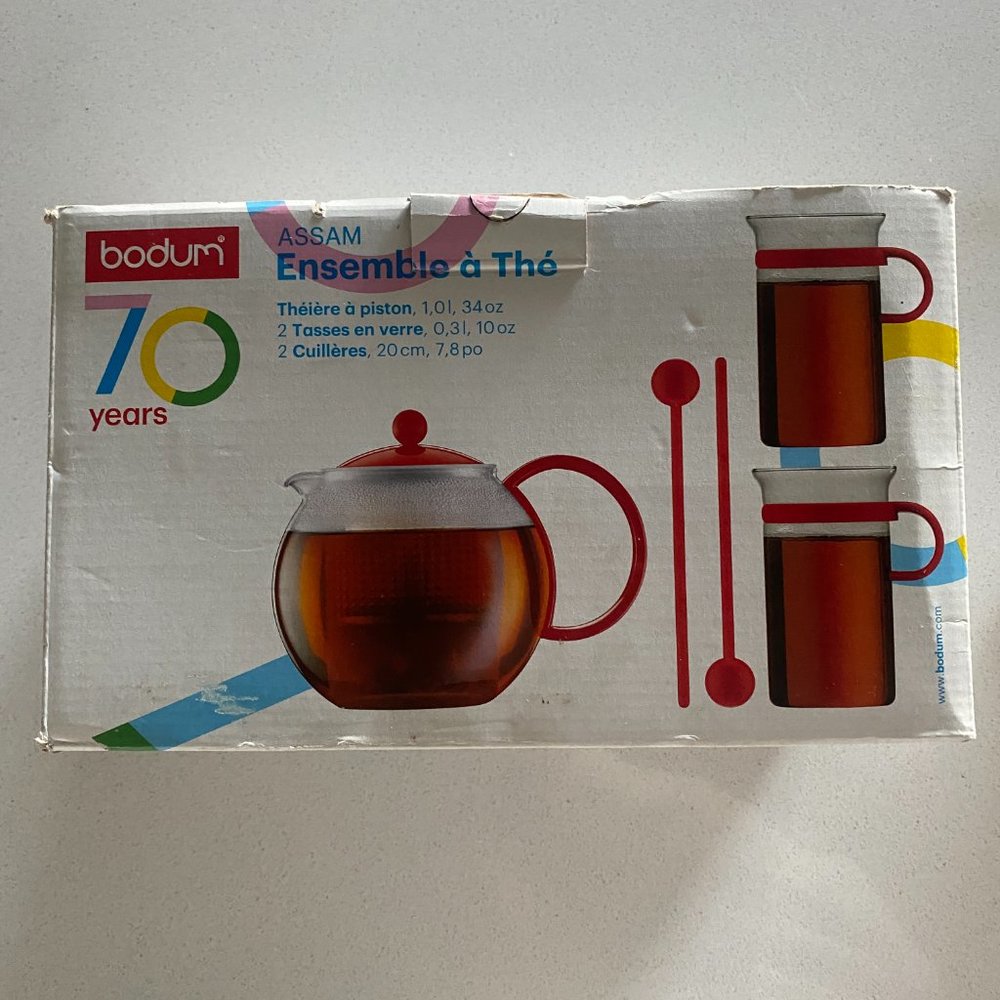 bodum®
70
years
ASSAM
Ensemble à Thé
Théière à piston, 1,0 l, 34 oz
2 Tasses en verre, 0,3 l, 10 oz
2 Cuillères, 20 cm, 7,8 po
www.bodum.com